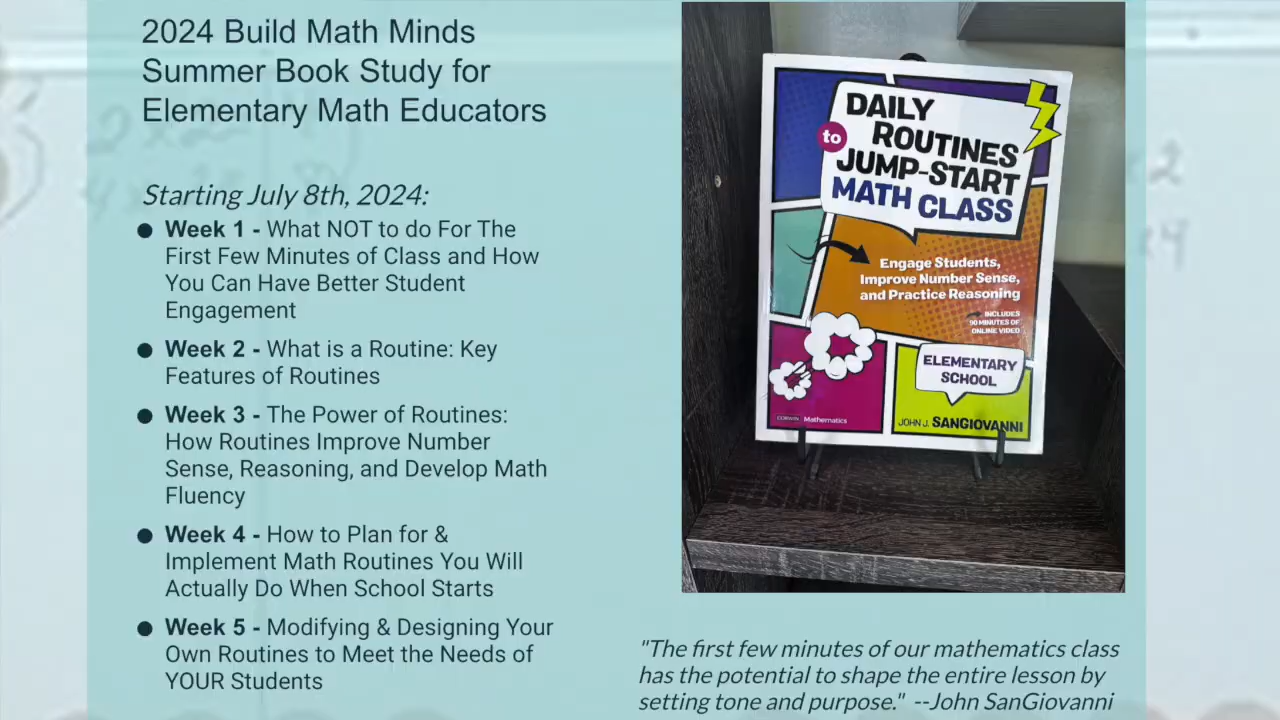 2024 Build Math Minds
Summer Book Study for
Elementary Math Educators
Starting July 8th, 2024:
● Week 1 - What NOT to do For The
First Few Minutes of Class and How
You Can Have Better Student
Engagement
● Week 2 - What is a Routine: Key
Features of Routines
● Week 3 - The Power of Routines:
How Routines Improve Number
Sense, Reasoning, and Develop Math
Fluency
● Week 4 - How to Plan for &
Implement Math Routines You Will
Actually Do When School Starts
● Week 5 - Modifying & Designing Your
Own Routines to Meet the Needs of
YOUR Students
DAILY
ROUTINES
to
JUMP-START
MATH CLASS
Engage Students,
Improve Number Sense,
and Practice Reasoning
INCLUDES
90 MINUTES OF
ONLINE VIDEO
ELEMENTARY
SCHOOL
CORWIN Mathematics
JOHN J. SANGIOVANNI
"The first few minutes of our mathematics class
has the potential to shape the entire lesson by
setting tone and purpose." --John SanGiovanni